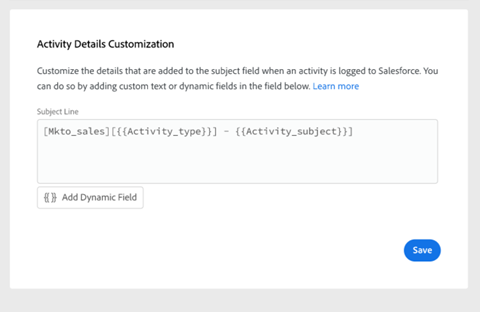 Activity Details Customization
Customize the details that are added to the subject field when an activity is logged to Salesforce. You
can do so by adding custom text or dynamic fields in the field below. Learn more
Subject Line
[Mkto_sales][{{Activity_type}}] - {{Activity_subject}}]
{{}} Add Dynamic Field
Save